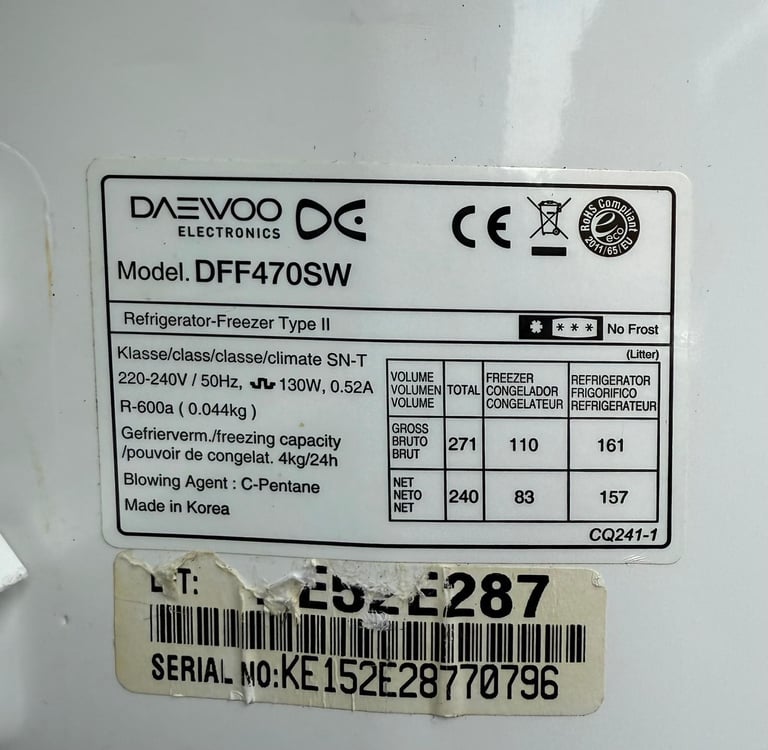 DAEWOO
ELECTRONICS
CE
RoHS Compliant
eco
2011/65/EU
Model. DFF470SW
Refrigerator-Freezer Type II
* *** No Frost
Klasse/class/classe/climate SN-T
220-240V / 50Hz, 130W, 0.52A
R-600a ( 0.044kg )
Gefrierverm./freezing capacity
/pouvoir de congelat. 4kg/24h
Blowing Agent : C-Pentane
Made in Korea
(Litter)
VOLUME VOLUMEN VOLUME TOTAL FREEZER CONGELADOR CONGELATEUR REFRIGERATOR FRIGORIFICO REFRIGERATEUR
GROSS BRUTO BRUT 271 110 161
NET NETO NET 240 83 157
CQ241-1
E52E287
SERIAL NO:KE152E28770796